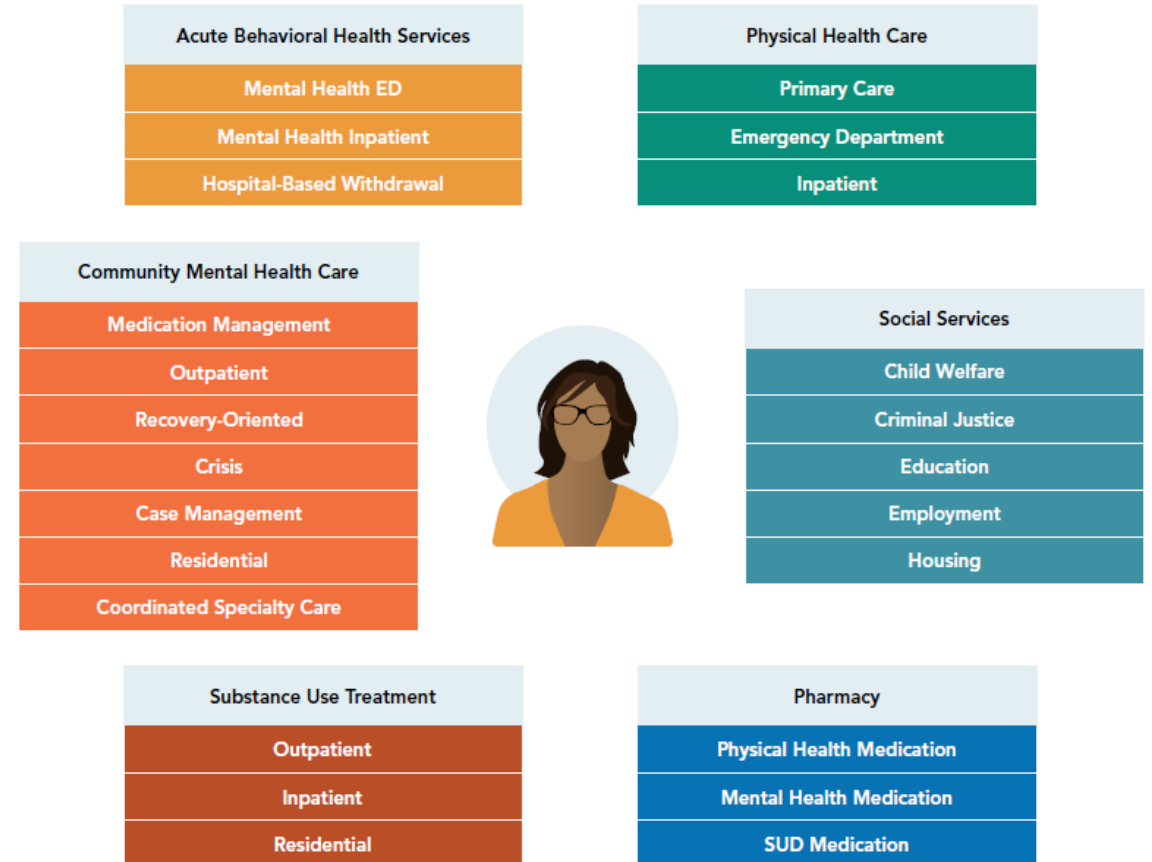 Acute Behavioral Health Services
Mental Health ED
Mental Health Inpatient
Hospital-Based Withdrawal
Physical Health Care
Primary Care
Emergency Department
Inpatient
Community Mental Health Care
Medication Management
Outpatient
Recovery-Oriented
Crisis
Case Management
Residential
Coordinated Specialty Care
Social Services
Child Welfare
Criminal Justice
Education
Employment
Housing
Substance Use Treatment
Outpatient
Inpatient
Residential
Pharmacy
Physical Health Medication
Mental Health Medication
SUD Medication